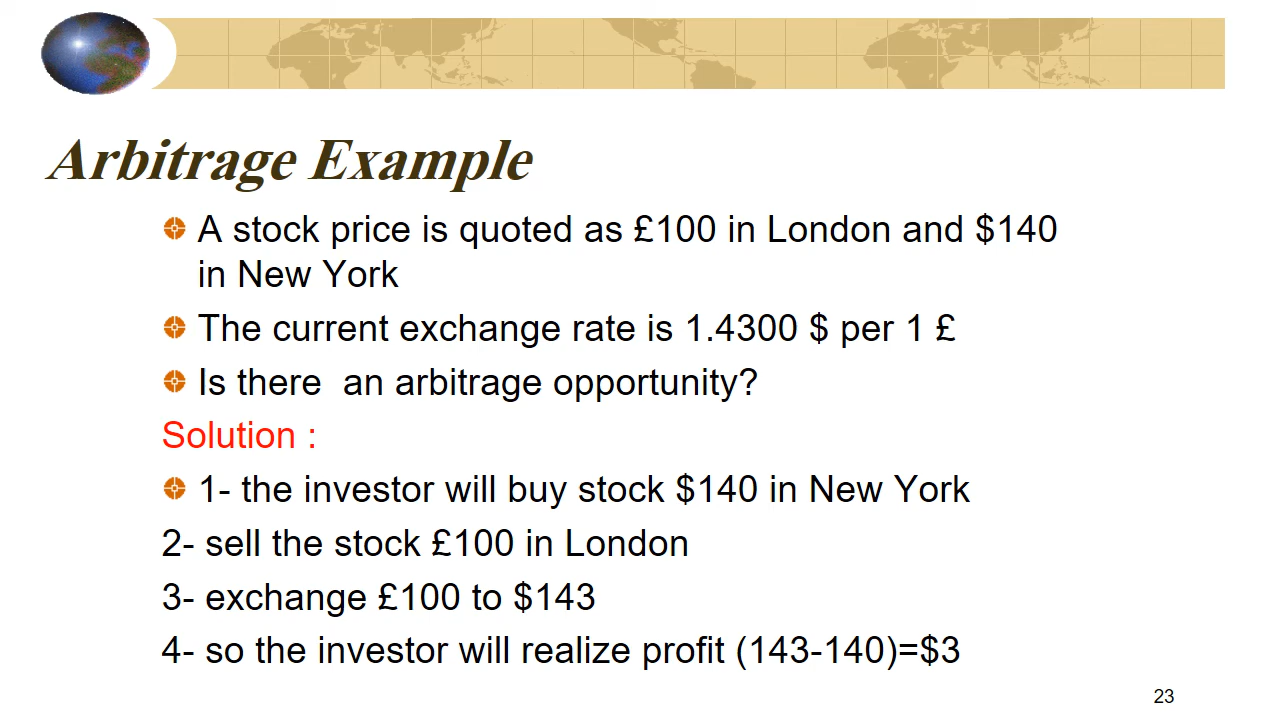 Arbitrage Example
A stock price is quoted as £100 in London and $140
in New York
The current exchange rate is 1.4300 $ per 1 £
Is there  an arbitrage opportunity?
Solution :
1- the investor will buy stock $140 in New York
2- sell the stock £100 in London
3- exchange £100 to $143
4- so the investor will realize profit (143-140)=$3
23